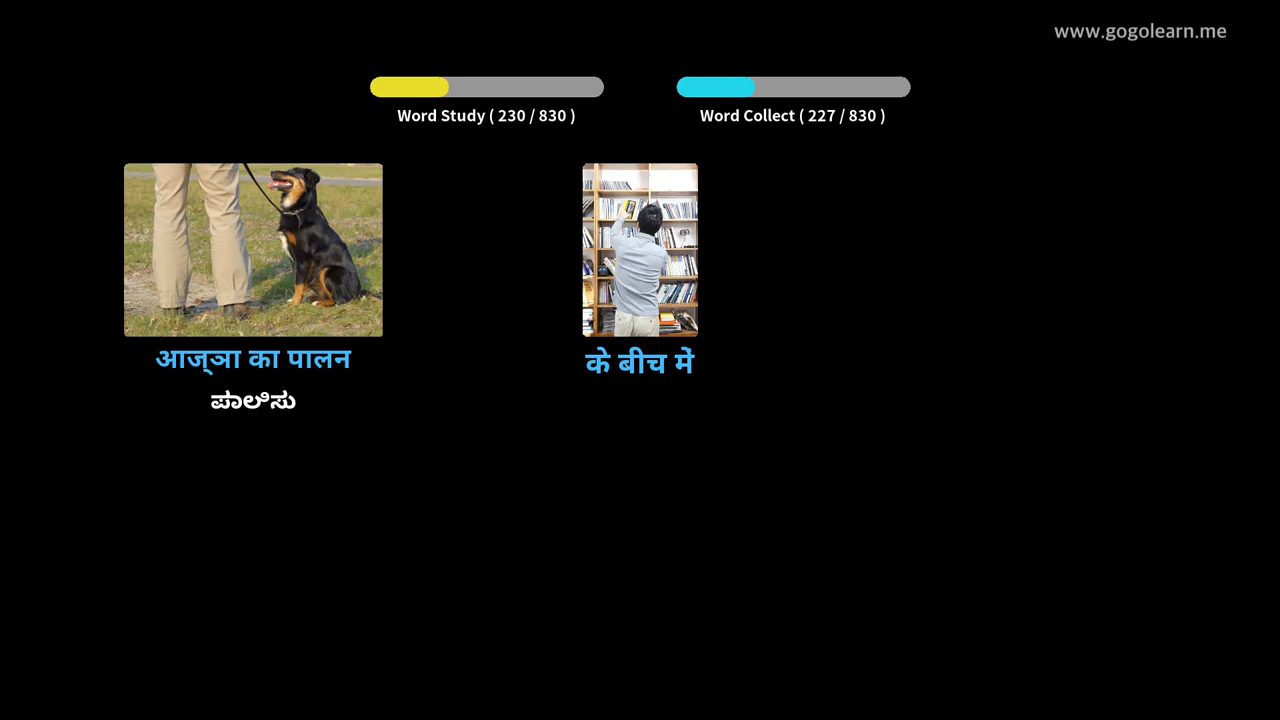 www.gogolearn.me
Word Study ( 230 / 830 )
Word Collect ( 227 / 830 )
आज्ञा का पालन
ಪಾಲಿಸು
के बीच में